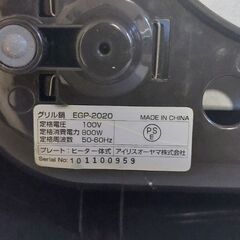 グリル鍋 EGP-2020 MADE IN CHINA
定格電圧：100V
定格消費電力：800W
定格周波数：50-60Hz
PS
E
プレート：ヒーター一体式 アイリスオーヤマ株式会社
Serial No: 101100959